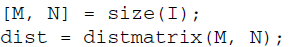 [M, N] = size(I);
dist = distmatrix(M, N);